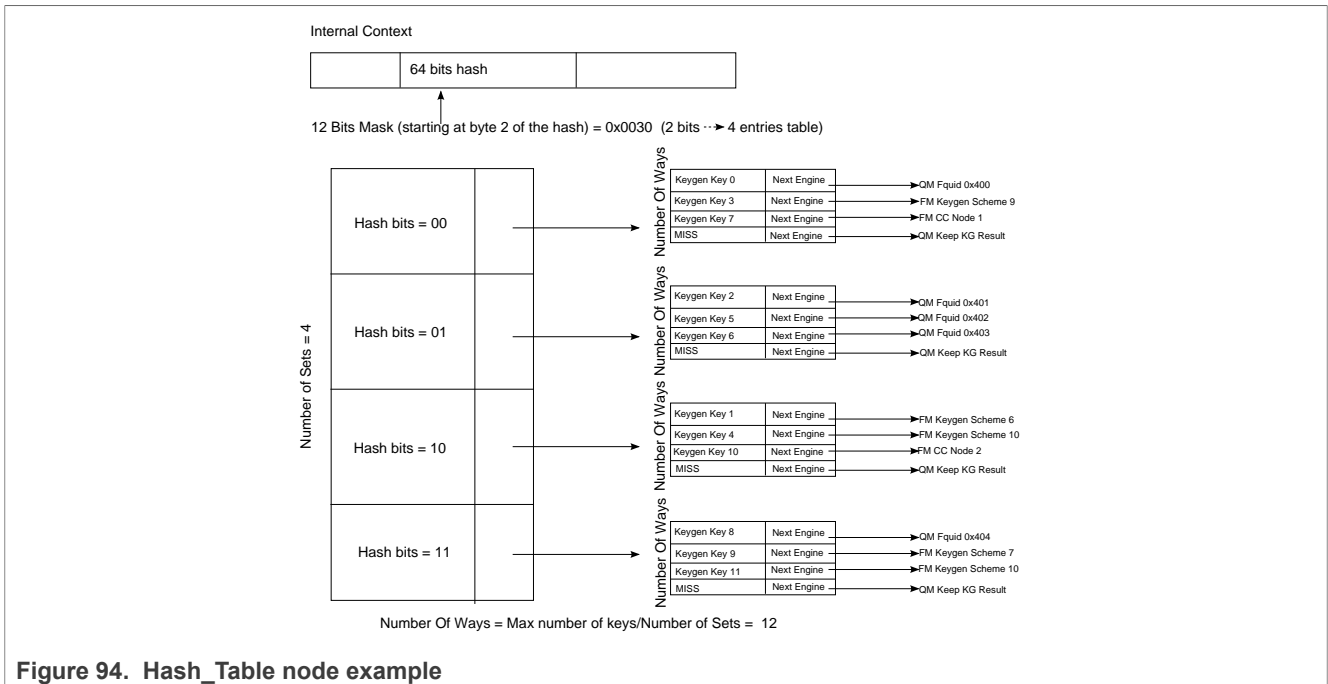 Internal Context
64 bits hash
12 Bits Mask (starting at byte 2 of the hash) = 0x0030 (2 bits ··➤ 4 entries table)
Number of Sets = 4
Hash bits = 00
Number Of Ways
Keygen Key 0 Next Engine QM Fquid 0x400
Keygen Key 3 Next Engine FM Keygen Scheme 9
Keygen Key 7 Next Engine FM CC Node 1
MISS Next Engine QM Keep KG Result
Hash bits = 01
Number Of Ways
Keygen Key 2 Next Engine QM Fquid 0x401
Keygen Key 5 Next Engine QM Fquid 0x402
Keygen Key 6 Next Engine QM Fquid 0x403
MISS Next Engine QM Keep KG Result
Hash bits = 10
Number Of Ways
Keygen Key 1 Next Engine FM Keygen Scheme 6
Keygen Key 4 Next Engine FM Keygen Scheme 10
Keygen Key 10 Next Engine FM CC Node 2
MISS Next Engine QM Keep KG Result
Hash bits = 11
Number Of Ways
Keygen Key 8 Next Engine QM Fquid 0x404
Keygen Key 9 Next Engine FM Keygen Scheme 7
Keygen Key 11 Next Engine FM Keygen Scheme 10
MISS Next Engine QM Keep KG Result
Number Of Ways = Max number of keys/Number of Sets = 12
Figure 94. Hash_Table node example